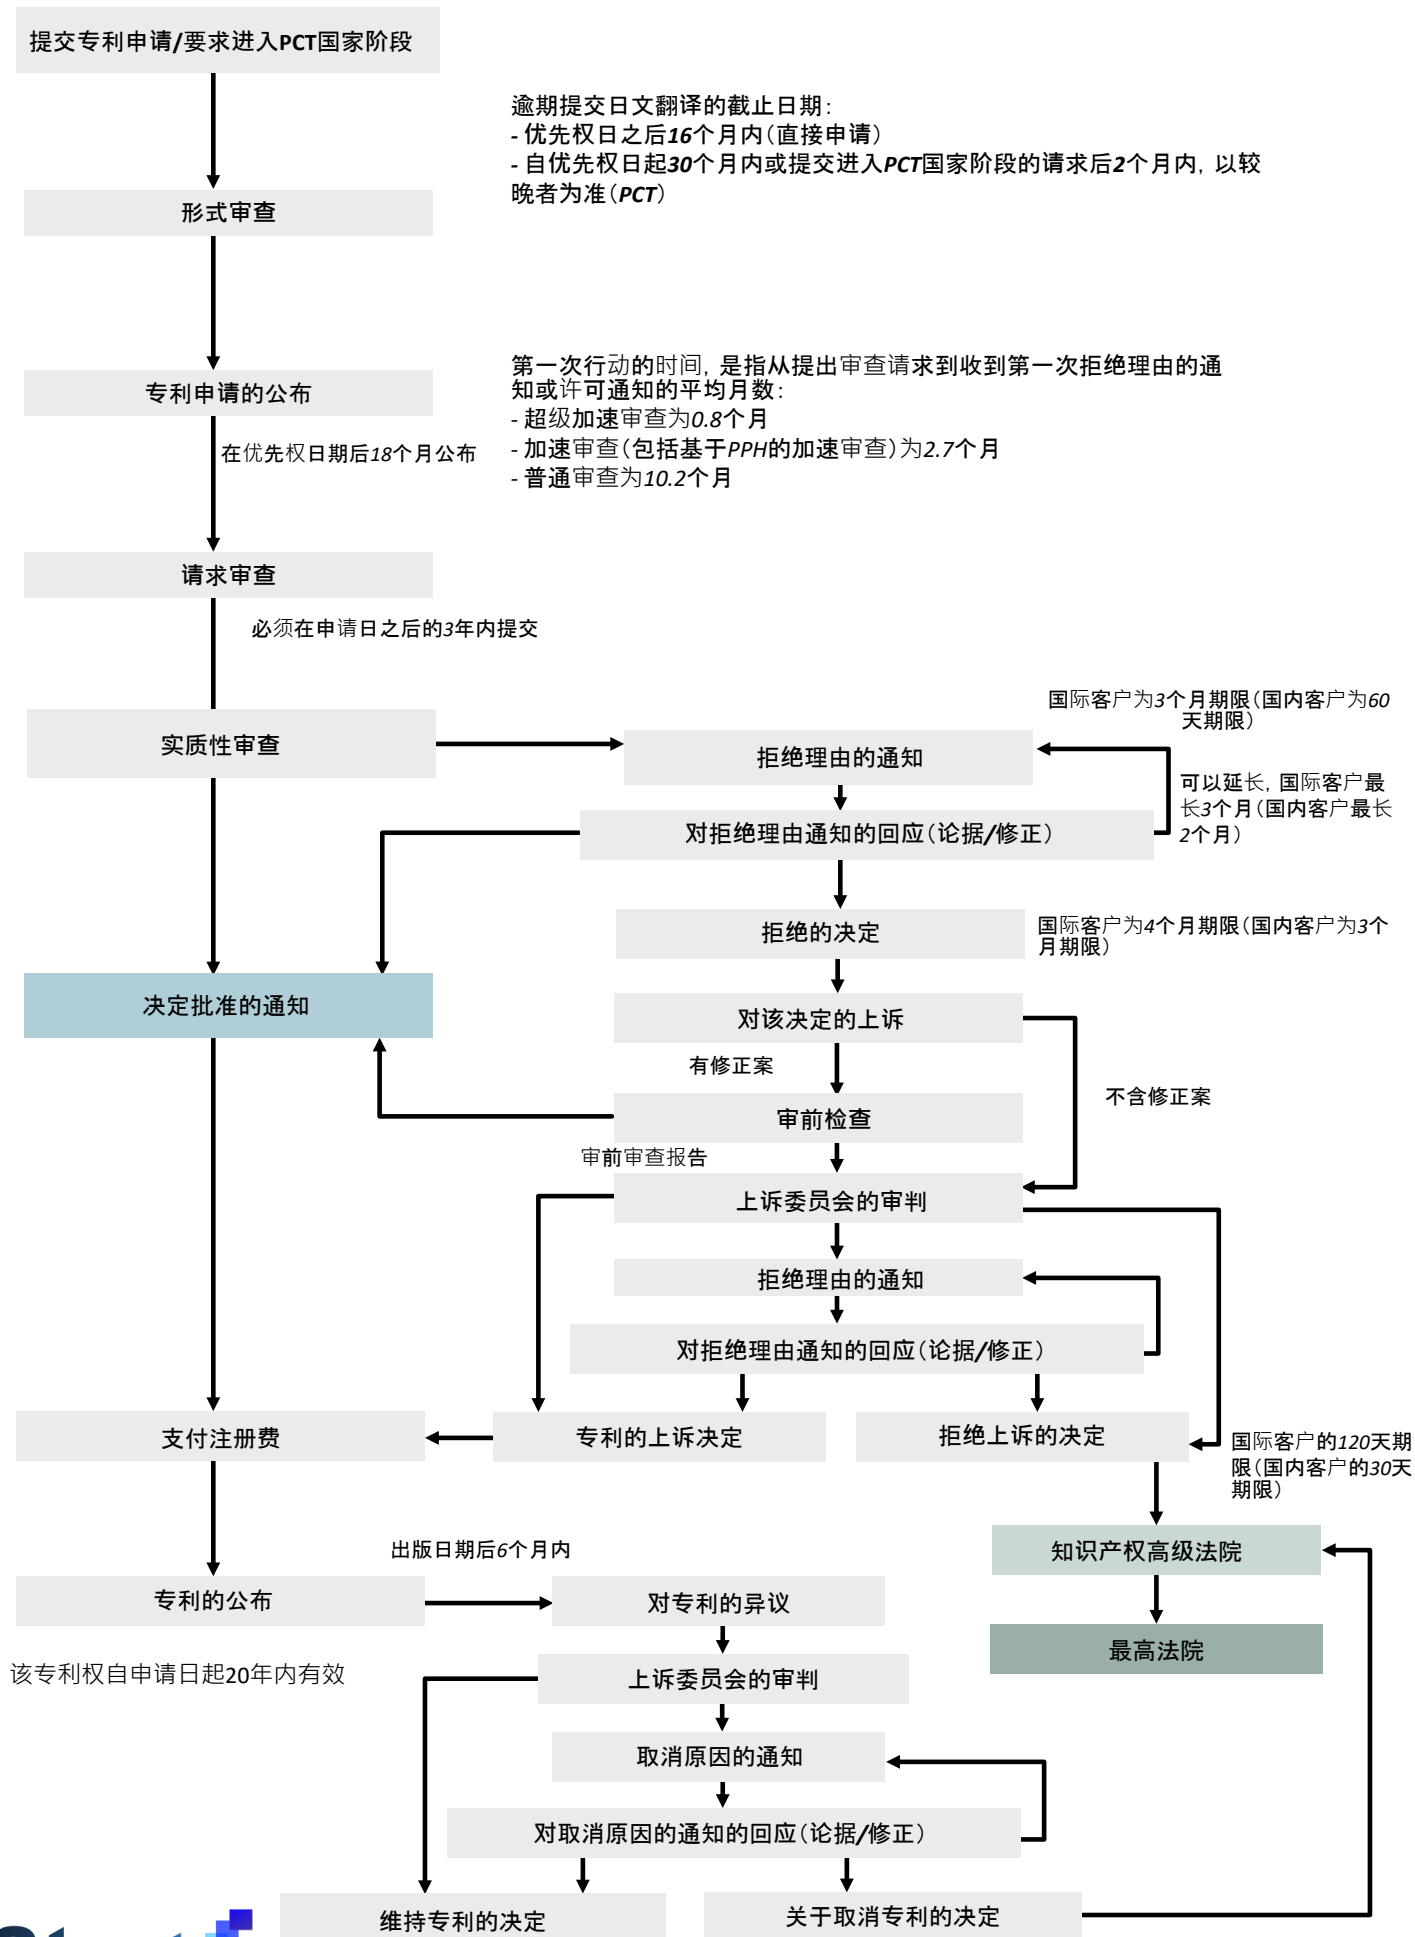 提交专利申请/要求进入PCT国家阶段
逾期提交日文翻译的截止日期：
- 优先权日之后16个月内（直接申请）
- 自优先权日起30个月内或提交进入PCT国家阶段的请求后2个月内，以较
晚者为准（PCT）
形式审查
第一次行动的时间，是指从提出审查请求到收到第一次拒绝理由的通
知或许可通知的平均月数：
- 超级加速审查为0.8个月
- 加速审查（包括基于PPH的加速审查）为2.7个月
- 普通审查为10.2个月
专利申请的公布
在优先权日期后18个月公布
请求审查
必须在申请日之后的3年内提交
国际客户为3个月期限（国内客户为60
天期限）
实质性审查
拒绝理由的通知
可以延长，国际客户最
长3个月（国内客户最长
2个月）
对拒绝理由通知的回应（论据/修正）
拒绝的决定
国际客户为4个月期限（国内客户为3个
月期限）
决定批准的通知
对该决定的上诉
有修正案
不含修正案
审前检查
审前审查报告
上诉委员会的审判
拒绝理由的通知
对拒绝理由通知的回应（论据/修正）
支付注册费
专利的上诉决定
拒绝上诉的决定
国际客户的120天期
限（国内客户的30天
期限）
出版日期后6个月内
知识产权高级法院
专利的公布
对专利的异议
最高法院
该专利权自申请日起20年内有效
上诉委员会的审判
取消原因的通知
对取消原因的通知的回应（论据/修正）
维持专利的决定
关于取消专利的决定